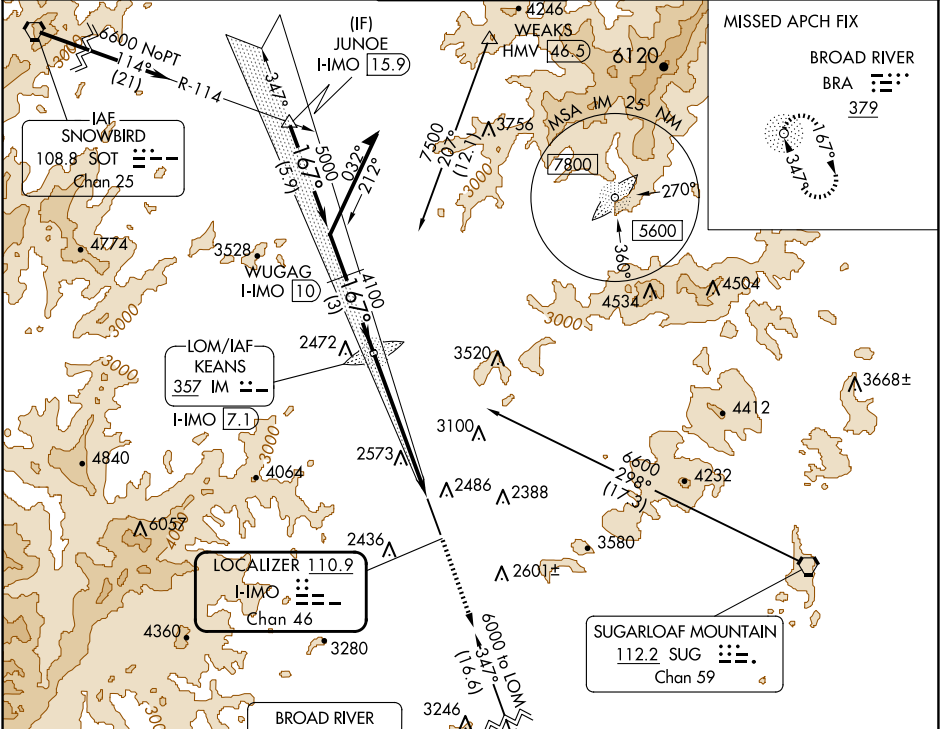 4246
(IF)
JUNOE
I-IMO 15.9
WEAKS
HMV 46.5
6120
MISSED APCH FIX
BROAD RIVER
BRA
379
167°
347°
3000
6600 NoPT
114°
(21)
R-114
IAF
SNOWBIRD
108.8 SOT
Chan 25
347°
5000
167°
(5.9)
032°
212°
7500
207°
(12.1)
3756
3000
MSA IM 25 NM
7800
270°
5600
360°
4774
3528
3000
WUGAG
I-IMO 10
4100
167°
(3)
4534
4504
3000
LOM/IAF
KEANS
357 IM
I-IMO 7.1
2472
3520
3668±
4412
3100
3000
4840
4064
2573
2486
2388
6600
298°
(17.3)
4232
6057
4000
2436
3580
2601±
LOCALIZER 110.9
I-IMO
Chan 46
4360
3280
6000 to LOM
347°
(16.6)
SUGARLOAF MOUNTAIN
112.2 SUG
Chan 59
3000
BROAD RIVER
3246